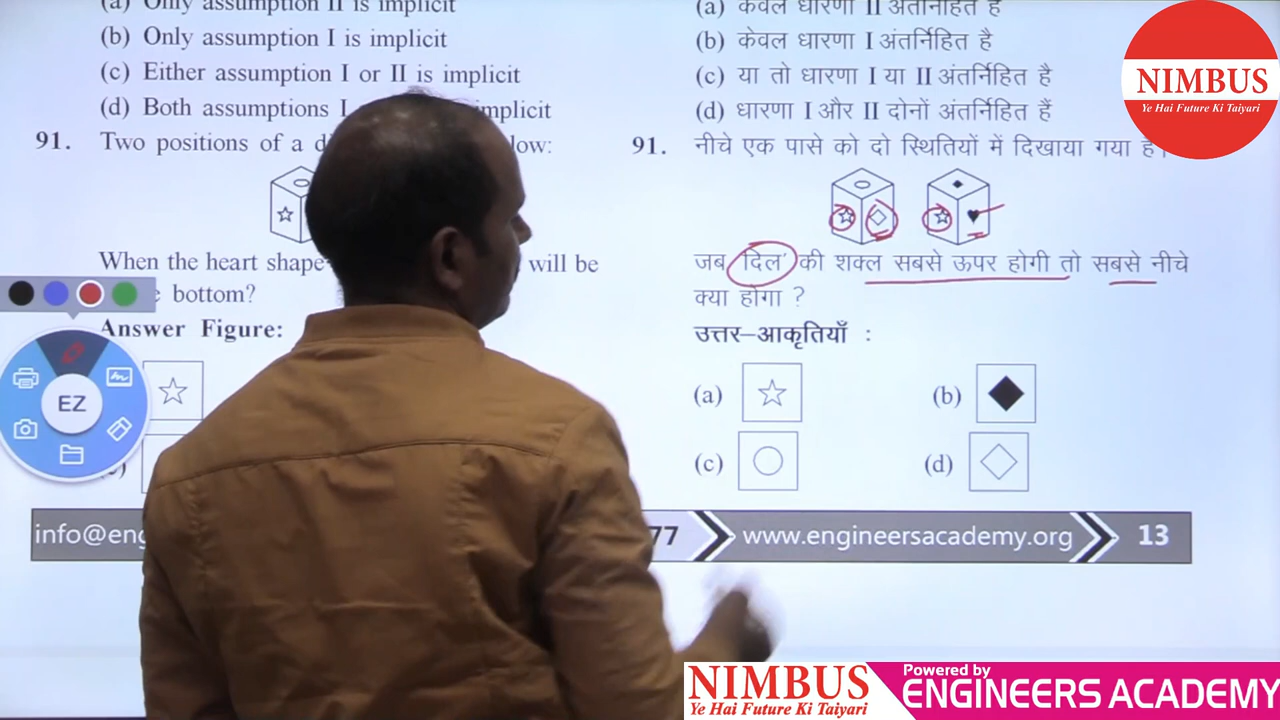 (a) Only assumption II is implicit
(b) Only assumption I is implicit
(c) Either assumption I or II is implicit
(d) Both assumptions I implicit
91. Two positions of a
When the heart shape will be
bottom?
Answer Figure:
(a) केवल धारणा II अंतर्निहित है
(b) केवल धारणा I अंतर्निहित है
(c) या तो धारणा I या II अंतर्निहित है
(d) धारणा I और II दोनों अंतर्निहित हैं
91. नीचे एक पासे को दो स्थितियों में दिखाया गया है।
जब 'दिल' की शक्ल सबसे ऊपर होगी तो सबसे नीचे
क्या होगा ?
उत्तर–आकृतियाँ :
(a) (b)
(c) (d)
EZ
77 www.engineersacademy.org 13
NIMBUS
Ye Hai Future Ki Taiyari
NIMBUS
Ye Hai Future Ki Taiyari
Powered by
ENGINEERS ACADEMY